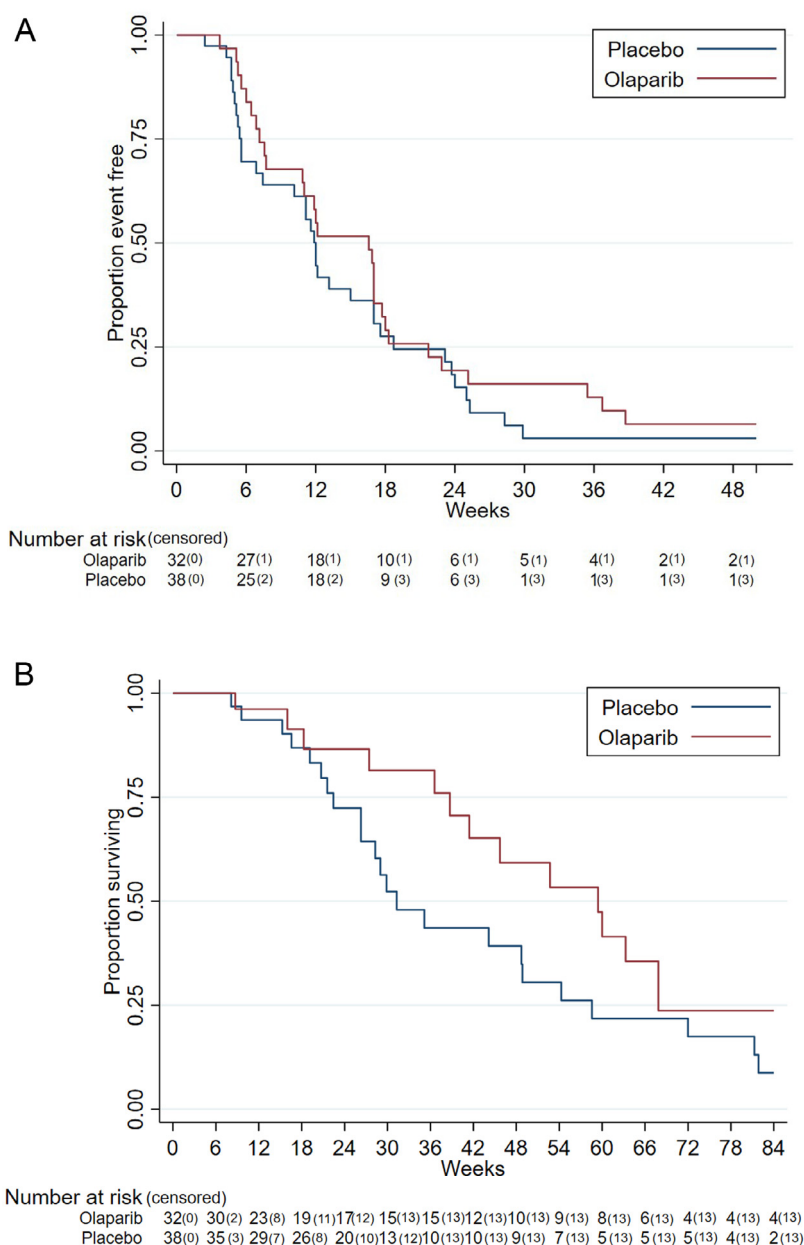 A
Placebo
Olaparib
Proportion event free
1.00
0.75
0.50
0.25
0.00
0 6 12 18 24 30 36 42 48
Weeks
Number at risk (censored)
Olaparib 32(0) 27(1) 18(1) 10(1) 6(1) 5(1) 4(1) 2(1) 2(1)
Placebo 38(0) 25(2) 18(2) 9(3) 6(3) 1(3) 1(3) 1(3) 1(3)
B
Placebo
Olaparib
Proportion surviving
1.00
0.75
0.50
0.25
0.00
0 6 12 18 24 30 36 42 48 54 60 66 72 78 84
Weeks
Number at risk (censored)
Olaparib 32(0) 30(2) 23(8) 19(11) 17(12) 15(13) 15(13) 12(13) 10(13) 9(13) 8(13) 6(13) 4(13) 4(13) 4(13)
Placebo 38(0) 35(3) 29(7) 26(8) 20(10) 13(12) 10(13) 10(13) 9(13) 7(13) 5(13) 5(13) 5(13) 4(13) 2(13)